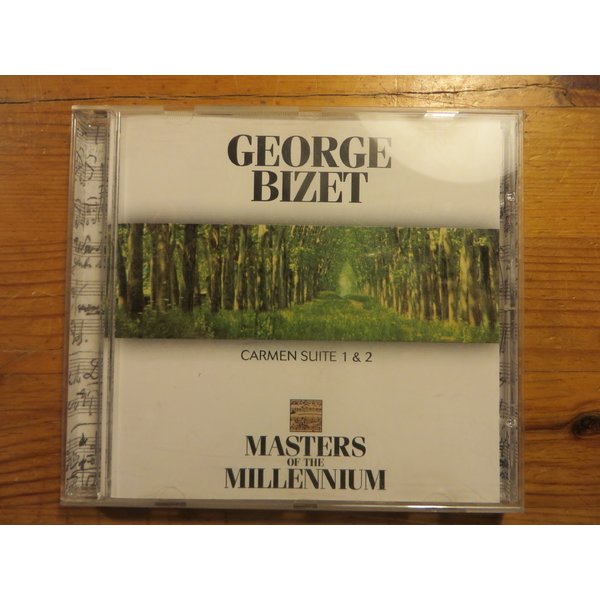 GEORGE
BIZET
CARMEN SUITE 1 & 2
MASTERS
OF THE
MILLENNIUM